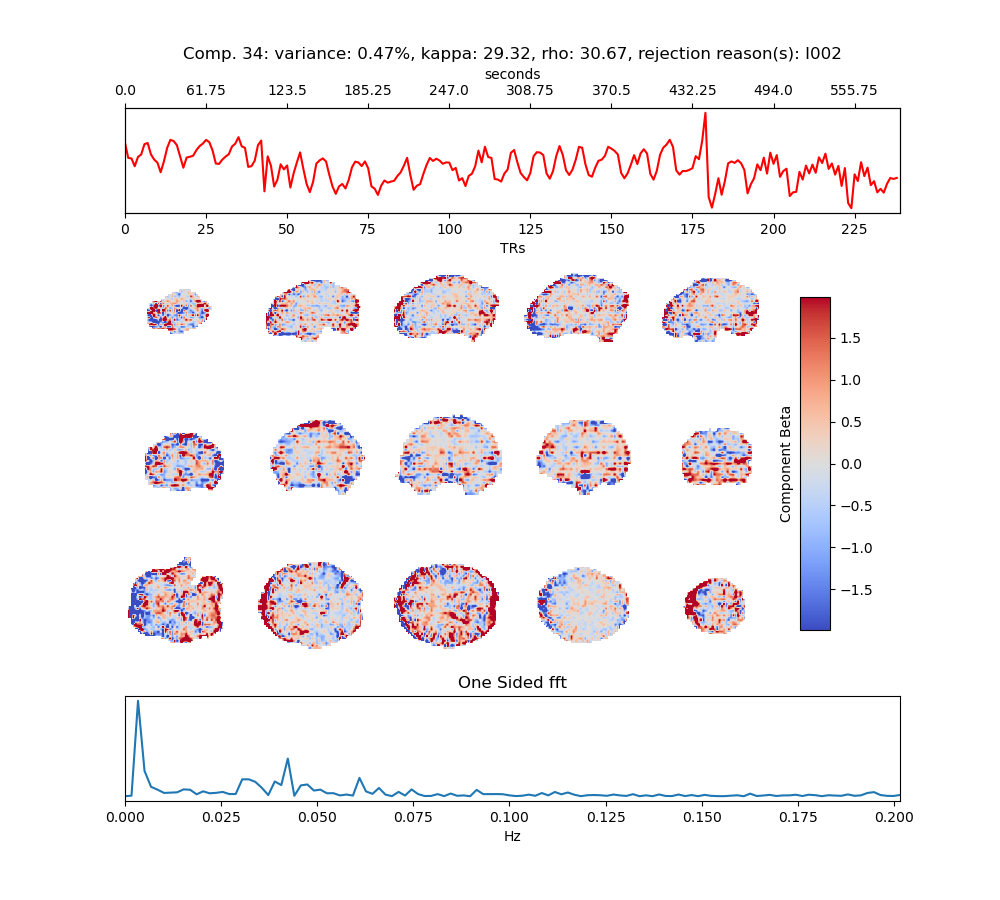 Comp. 34: variance: 0.47%, kappa: 29.32, rho: 30.67, rejection reason(s): I002
seconds
0.0 61.75 123.5 185.25 247.0 308.75 370.5 432.25 494.0 555.75
0 25 50 75 100 125 150 175 200 225
TRs
1.5
1.0
0.5
0.0
−0.5
−1.0
−1.5
Component Beta
One Sided fft
0.000 0.025 0.050 0.075 0.100 0.125 0.150 0.175 0.200
Hz